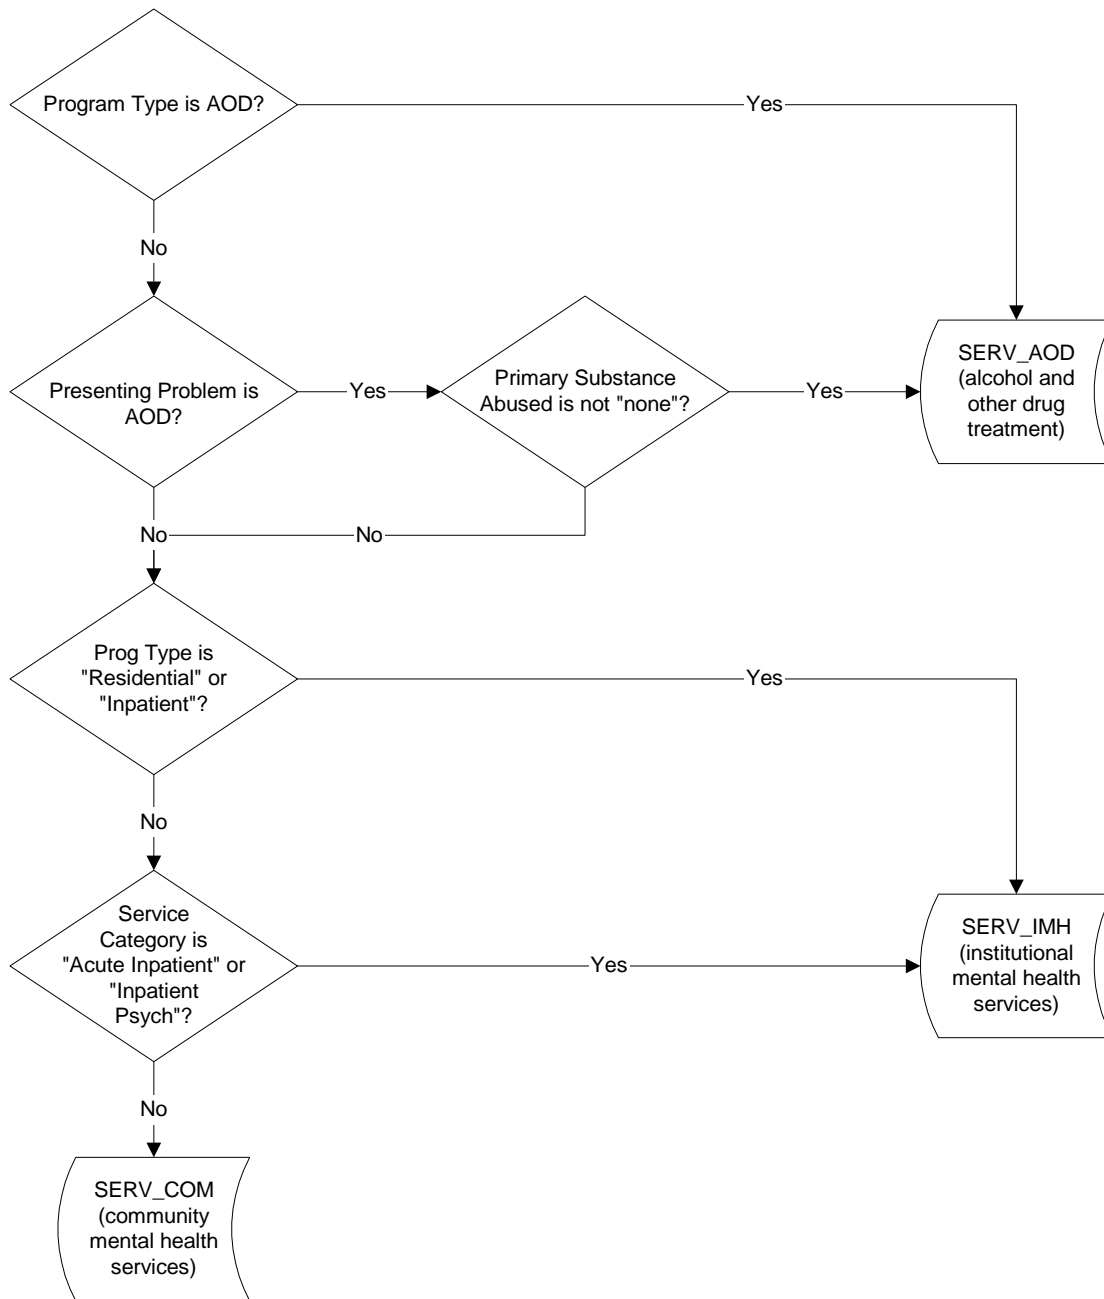 Program Type is AOD?
Yes
No
Presenting Problem is
AOD?
Yes
Primary Substance
Abused is not "none"?
Yes
SERV_AOD
(alcohol and
other drug
treatment)
No
No
Prog Type is
"Residential" or
"Inpatient"?
Yes
No
Service
Category is
"Acute Inpatient" or
"Inpatient
Psych"?
Yes
SERV_IMH
(institutional
mental health
services)
No
SERV_COM
(community
mental health
services)